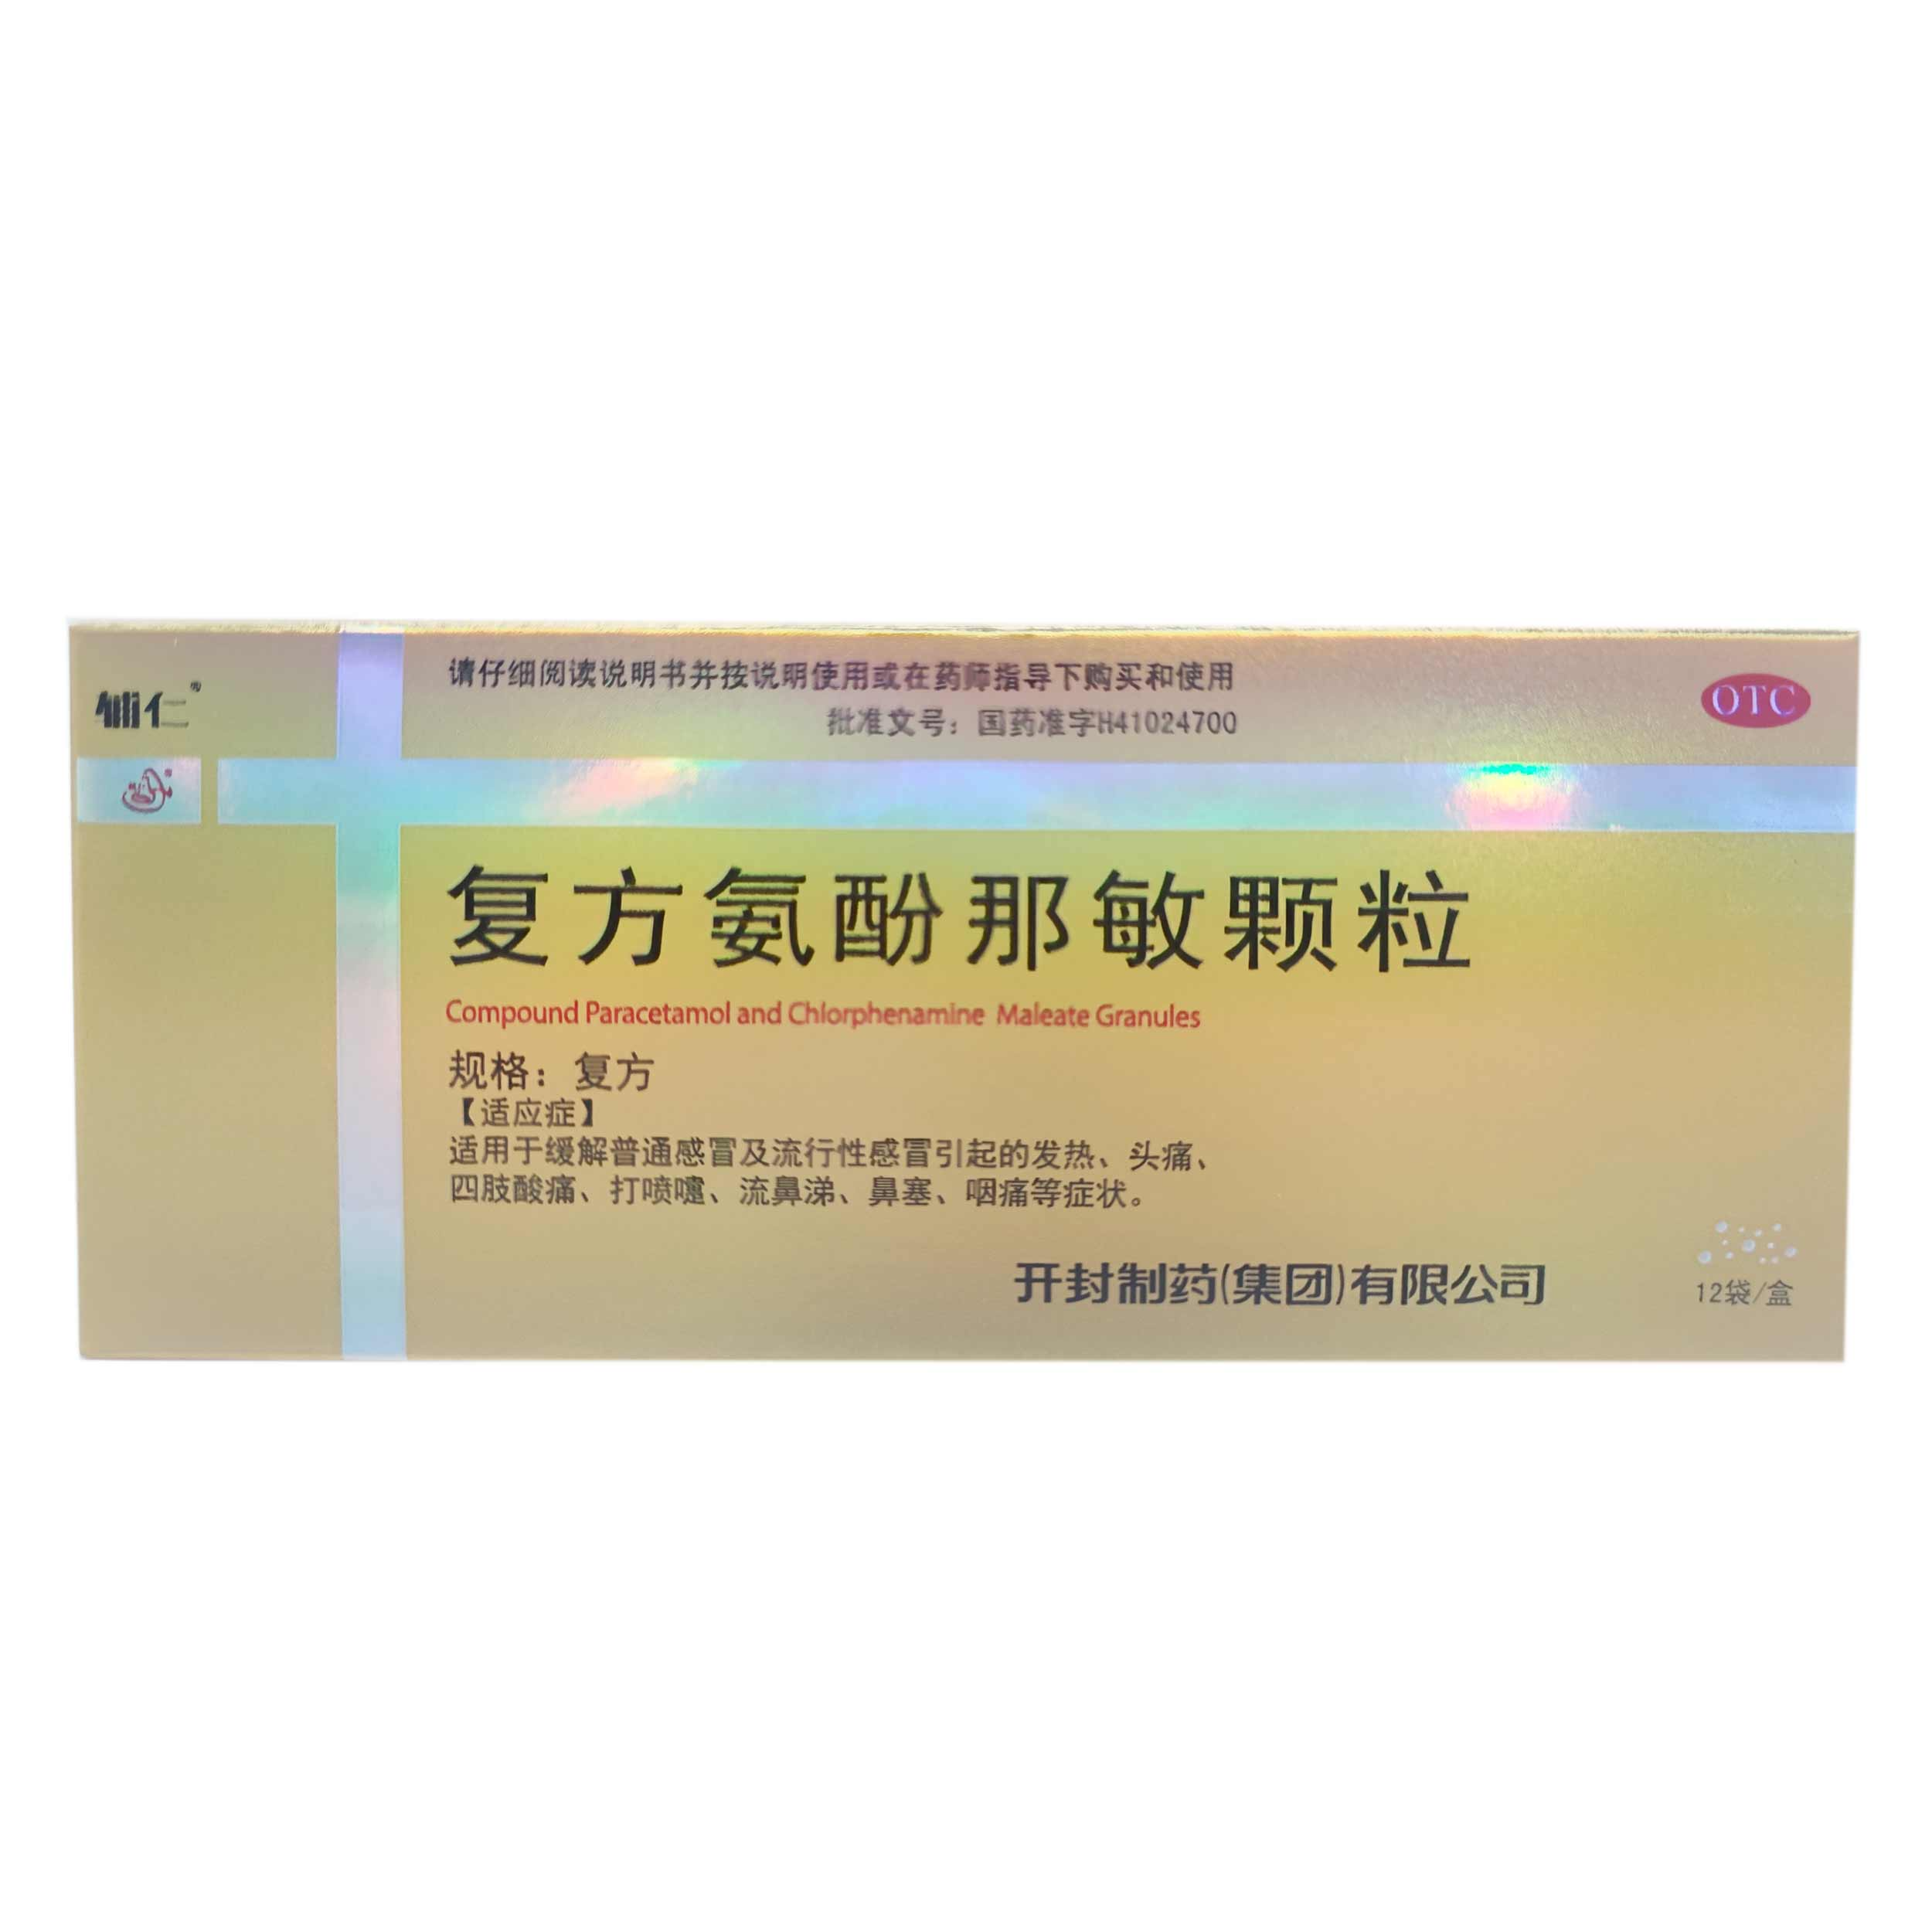 辅仁®
请仔细阅读说明书并按说明使用或在药师指导下购买和使用
批准文号：国药准字H41024700
OTC
复方氨酚那敏颗粒
Compound Paracetamol and Chlorphenamine Maleate Granules
规格：复方
【适应症】
适用于缓解普通感冒及流行性感冒引起的发热、头痛、
四肢酸痛、打喷嚏、流鼻涕、鼻塞、咽痛等症状。
开封制药(集团)有限公司
12袋/盒